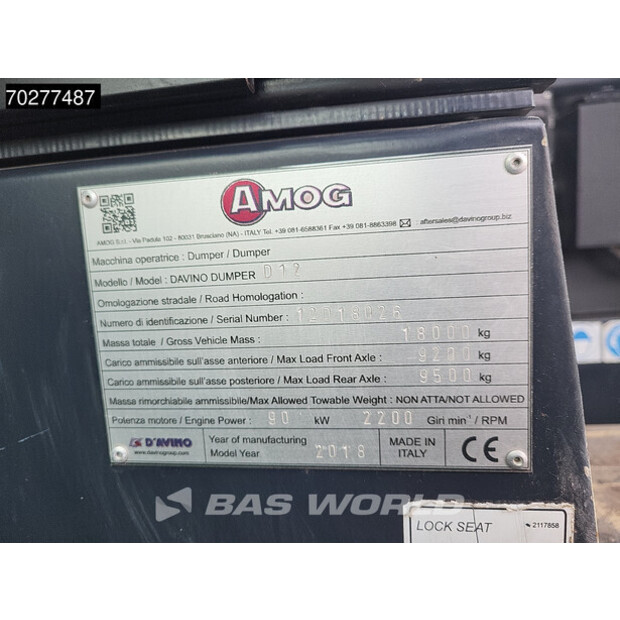 70277487
AMOG
AMOG S.r.l. - Via Padula 102 - 80031 Brusciano (NA) - ITALY Tel. +39 081-6588361 Fax +39 081-8863398 : aftersales@davinogroup.biz
Macchina operatrice : Dumper / Dumper
Modello / Model : DAVINO DUMPER D12
Omologazione stradale / Road Homologation :
Numero di identificazione / Serial Number : 12018026
Massa totale / Gross Vehicle Mass : 18000 kg
Carico ammissibile sull'asse anteriore / Max Load Front Axle : 9200 kg
Carico ammissibile sull'asse posteriore / Max Load Rear Axle : 9500 kg
Massa rimorchiabile ammissibile/Max Allowed Towable Weight : NON ATTA/NOT ALLOWED
Potenza motore / Engine Power : 90 kW 2200 Giri min⁻¹ / RPM
D'AVINO
www.davinogroup.com
Year of manufacturing
Model Year 2018
MADE IN
ITALY
CE
BAS WORLD
LOCK SEAT
2117858